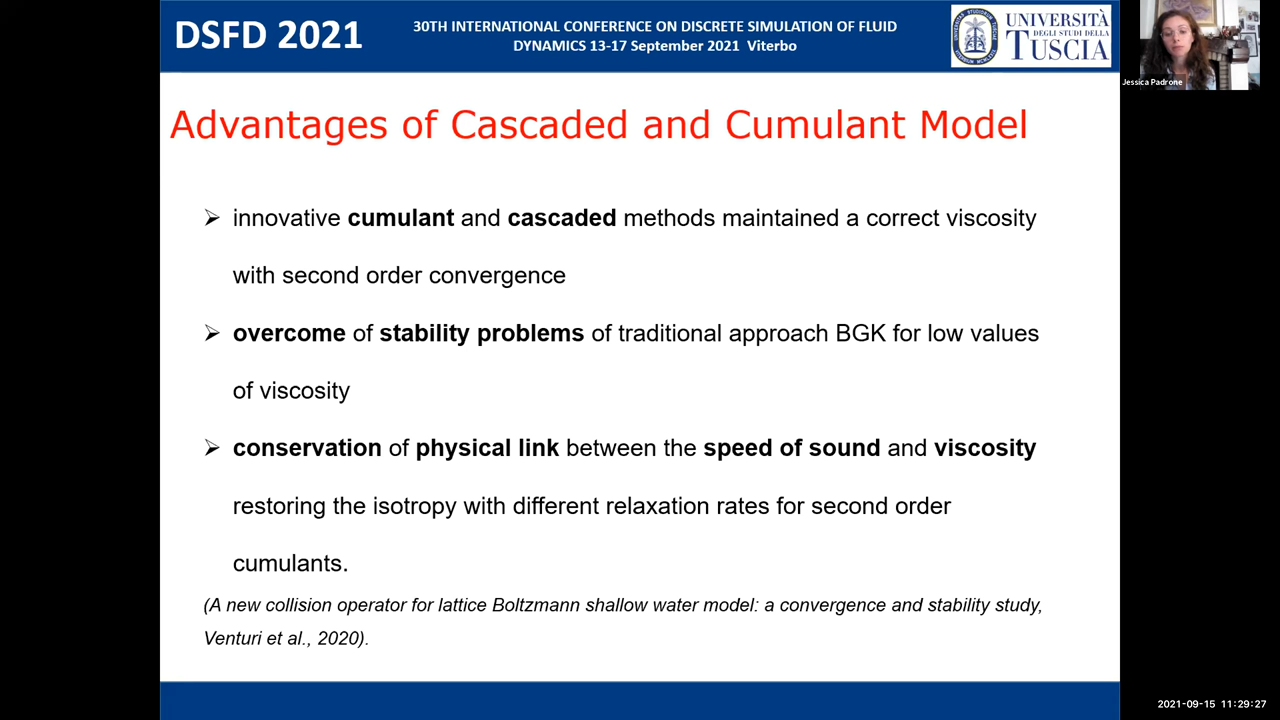 DSFD 2021
30TH INTERNATIONAL CONFERENCE ON DISCRETE SIMULATION OF FLUID
DYNAMICS 13-17 September 2021 Viterbo
UNIVERSITÀ
DEGLI STUDI DELLA
TUSCIA
Jessica Padrone
Advantages of Cascaded and Cumulant Model
➢ innovative cumulant and cascaded methods maintained a correct viscosity
with second order convergence
➢ overcome of stability problems of traditional approach BGK for low values
of viscosity
➢ conservation of physical link between the speed of sound and viscosity
restoring the isotropy with different relaxation rates for second order
cumulants.
(A new collision operator for lattice Boltzmann shallow water model: a convergence and stability study,
Venturi et al., 2020).
2021-09-15 11:29:27